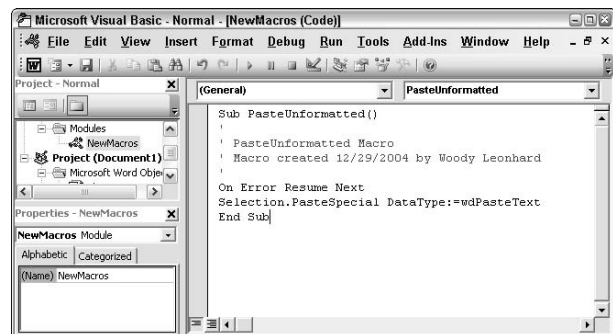 Microsoft Visual Basic - Normal - [NewMacros (Code)]
File Edit View Insert Format Debug Run Tools Add-Ins Window Help
Project - Normal
Modules
NewMacros
Project (Document1)
Microsoft Word Obje
Properties - NewMacros
NewMacros Module
Alphabetic Categorized
(Name) NewMacros
(General) PasteUnformatted
Sub PasteUnformatted()
'
' PasteUnformatted Macro
' Macro created 12/29/2004 by Woody Leonhard
'
On Error Resume Next
Selection.PasteSpecial DataType:=wdPasteText
End Sub